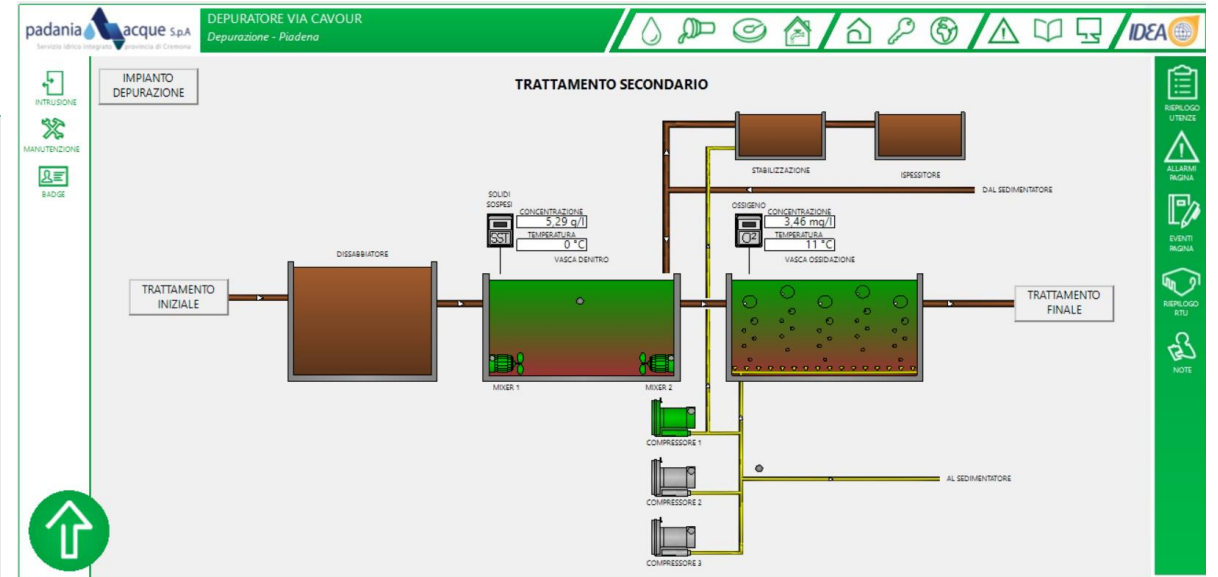 padania acque S.p.A
Servizio Idrico Integrato provincia di Cremona
DEPURATORE VIA CAVOUR
Depurazione - Piadena
IDEA
INTRUSIONE
MANUTENZIONE
BADGE
IMPIANTO
DEPURAZIONE
TRATTAMENTO SECONDARIO
STABILIZZAZIONE
ISPESSITORE
DAL SEDIMENTATORE
SOLIDI
SOSPESI
CONCENTRAZIONE
5,29 g/l
SST
TEMPERATURA
0 °C
VASCA DENITRO
OSSIGENO
CONCENTRAZIONE
3,46 mg/l
O2
TEMPERATURA
11 °C
VASCA OSSIDAZIONE
DISSABBIATORE
TRATTAMENTO
INIZIALE
TRATTAMENTO
FINALE
MIXER 1
MIXER 2
COMPRESSORE 1
COMPRESSORE 2
COMPRESSORE 3
AL SEDIMENTATORE
RIEPILOGO
UTENZE
ALLARMI
PAGINA
EVENTI
PAGINA
RIEPILOGO
RTU
NOTE